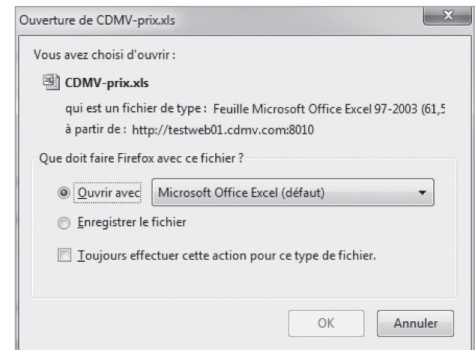 Ouverture de CDMV-prix.xls
Vous avez choisi d'ouvrir :
CDMV-prix.xls
qui est un fichier de type : Feuille Microsoft Office Excel 97-2003 (61,5
à partir de : http://testweb01.cdmv.com:8010
Que doit faire Firefox avec ce fichier ?
Ouvrir avec Microsoft Office Excel (défaut)
Enregistrer le fichier
Toujours effectuer cette action pour ce type de fichier.
OK Annuler